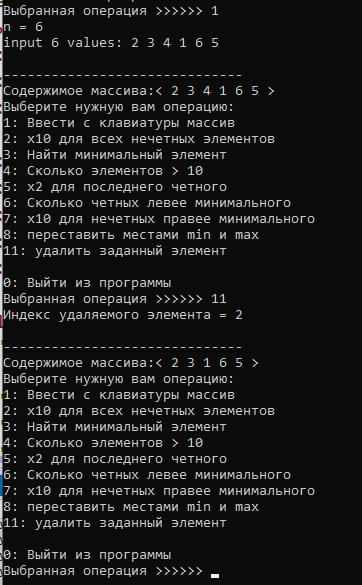 Выбранная операция >>>>>> 1
n = 6
input 6 values: 2 3 4 1 6 5
------------------------------
Содержимое массива:< 2 3 4 1 6 5 >
Выберите нужную вам операцию:
1: Ввести с клавиатуры массив
2: x10 для всех нечетных элементов
3: Найти минимальный элемент
4: Сколько элементов > 10
5: x2 для последнего четного
6: Сколько четных левее минимального
7: x10 для нечетных правее минимального
8: переставить местами min и max
11: удалить заданный элемент
0: Выйти из программы
Выбранная операция >>>>>> 11
Индекс удаляемого элемента = 2
------------------------------
Содержимое массива:< 2 3 1 6 5 >
Выберите нужную вам операцию:
1: Ввести с клавиатуры массив
2: x10 для всех нечетных элементов
3: Найти минимальный элемент
4: Сколько элементов > 10
5: x2 для последнего четного
6: Сколько четных левее минимального
7: x10 для нечетных правее минимального
8: переставить местами min и max
11: удалить заданный элемент
0: Выйти из программы
Выбранная операция >>>>>>